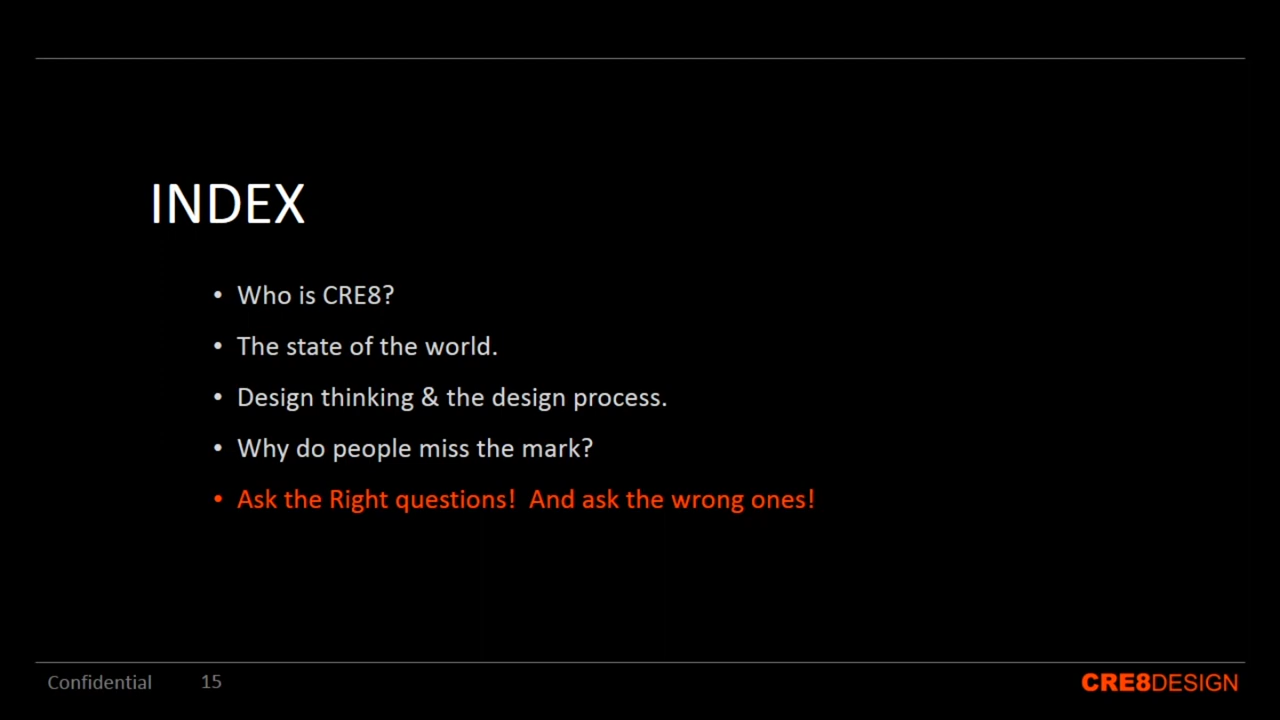 INDEX
• Who is CRE8?
• The state of the world.
• Design thinking & the design process.
• Why do people miss the mark?
• Ask the Right questions!  And ask the wrong ones!
Confidential 15 CRE8DESIGN